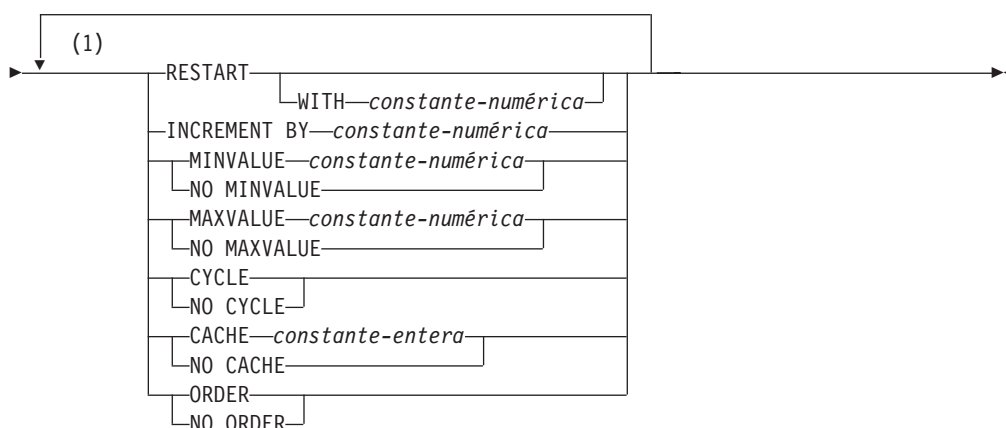 (1)
RESTART
WITH constante-numérica
INCREMENT BY constante-numérica
MINVALUE constante-numérica
NO MINVALUE
MAXVALUE constante-numérica
NO MAXVALUE
CYCLE
NO CYCLE
CACHE constante-entera
NO CACHE
ORDER
NO ORDER